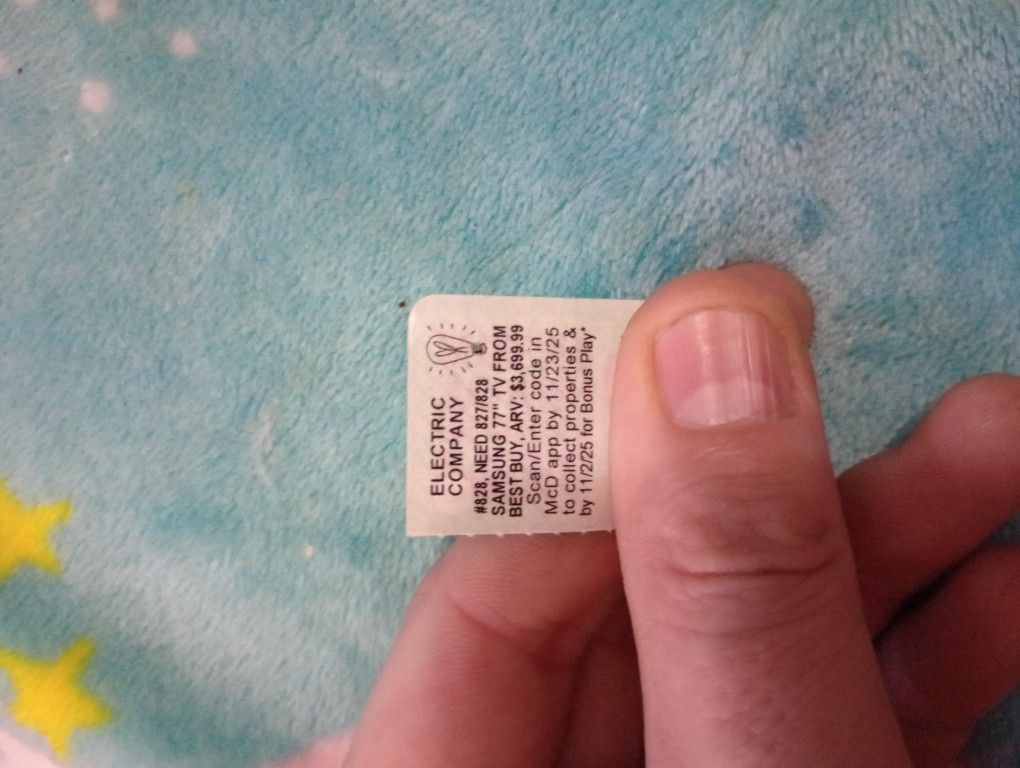 ELECTRIC
COMPANY
#828, NEED 827/828
SAMSUNG 77" TV FROM
BEST BUY, ARV: $3,699.99
Scan/Enter code in
McD app by 11/23/25
to collect properties &
by 11/2/25 for Bonus Play*